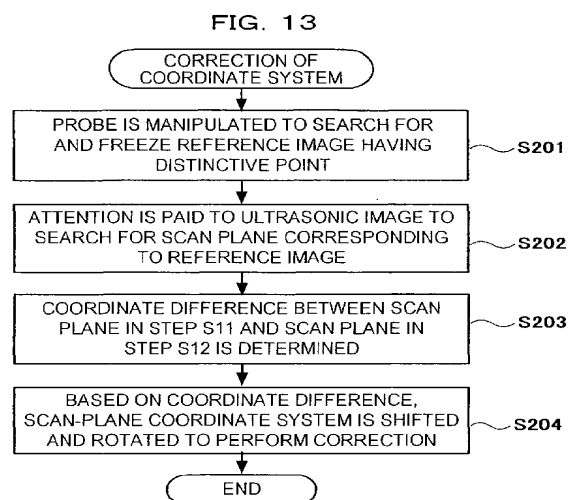 FIG. 13
CORRECTION OF
COORDINATE SYSTEM
PROBE IS MANIPULATED TO SEARCH FOR
AND FREEZE REFERENCE IMAGE HAVING
DISTINCTIVE POINT
S201
ATTENTION IS PAID TO ULTRASONIC IMAGE TO
SEARCH FOR SCAN PLANE CORRESPONDING
TO REFERENCE IMAGE
S202
COORDINATE DIFFERENCE BETWEEN SCAN
PLANE IN STEP S11 AND SCAN PLANE IN
STEP S12 IS DETERMINED
S203
BASED ON COORDINATE DIFFERENCE,
SCAN-PLANE COORDINATE SYSTEM IS SHIFTED
AND ROTATED TO PERFORM CORRECTION
S204
END